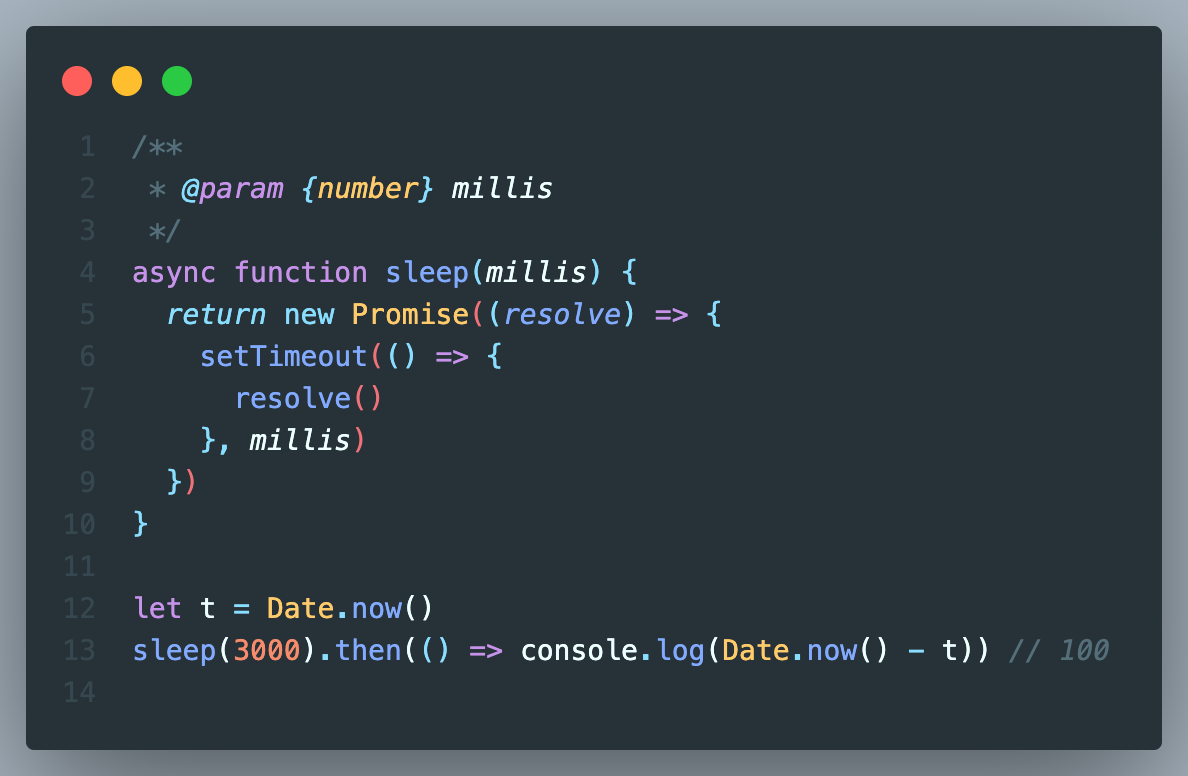 1 /**
2  * @param {number} millis
3  */
4 async function sleep(millis) {
5   return new Promise((resolve) => {
6     setTimeout(() => {
7       resolve()
8     }, millis)
9   })
10 }
11
12 let t = Date.now()
13 sleep(3000).then(() => console.log(Date.now() - t)) // 100
14